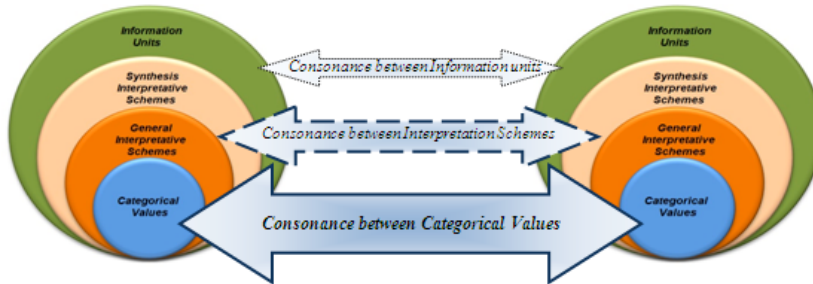 Information
Units
Synthesis
Interpretative
Schemes
General
Interpretative
Schemes
Categorical
Values
Consonance between Information units
Consonance between Interpretation Schemes
Consonance between Categorical Values
Information
Units
Synthesis
Interpretative
Schemes
General
Interpretative
Schemes
Categorical
Values